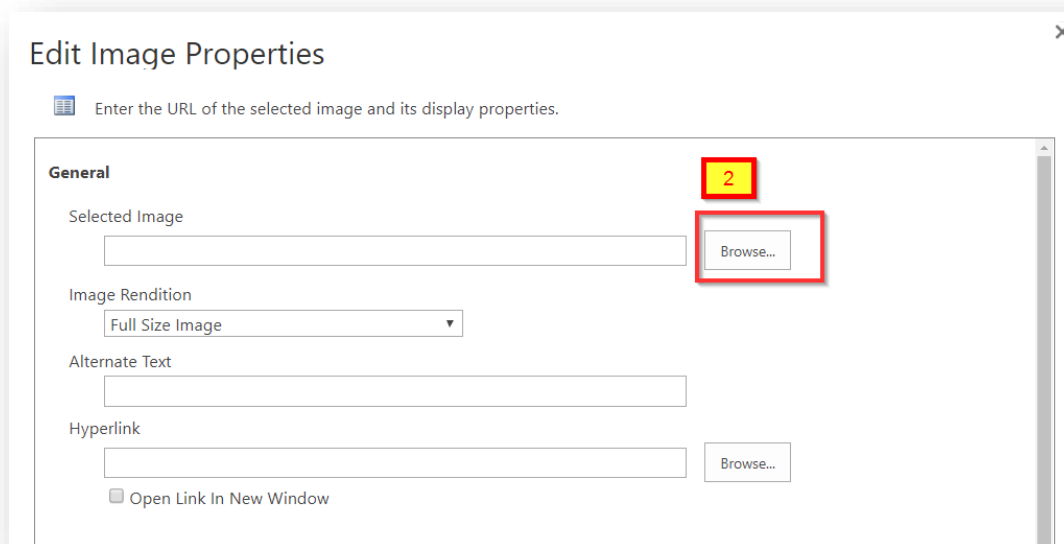 Edit Image Properties
Enter the URL of the selected image and its display properties.
General
2
Selected Image
Browse...
Image Rendition
Full Size Image
Alternate Text
Hyperlink
Browse...
Open Link In New Window